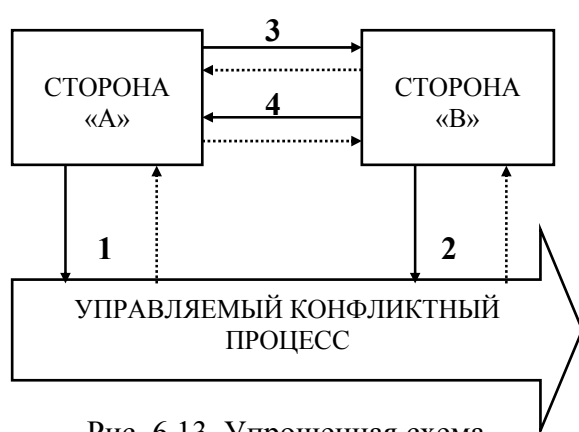 3
СТОРОНА
«А»
СТОРОНА
«В»
4
1
2
УПРАВЛЯЕМЫЙ КОНФЛИКТНЫЙ
ПРОЦЕСС
Рис. 6.13. Упрощенная схема